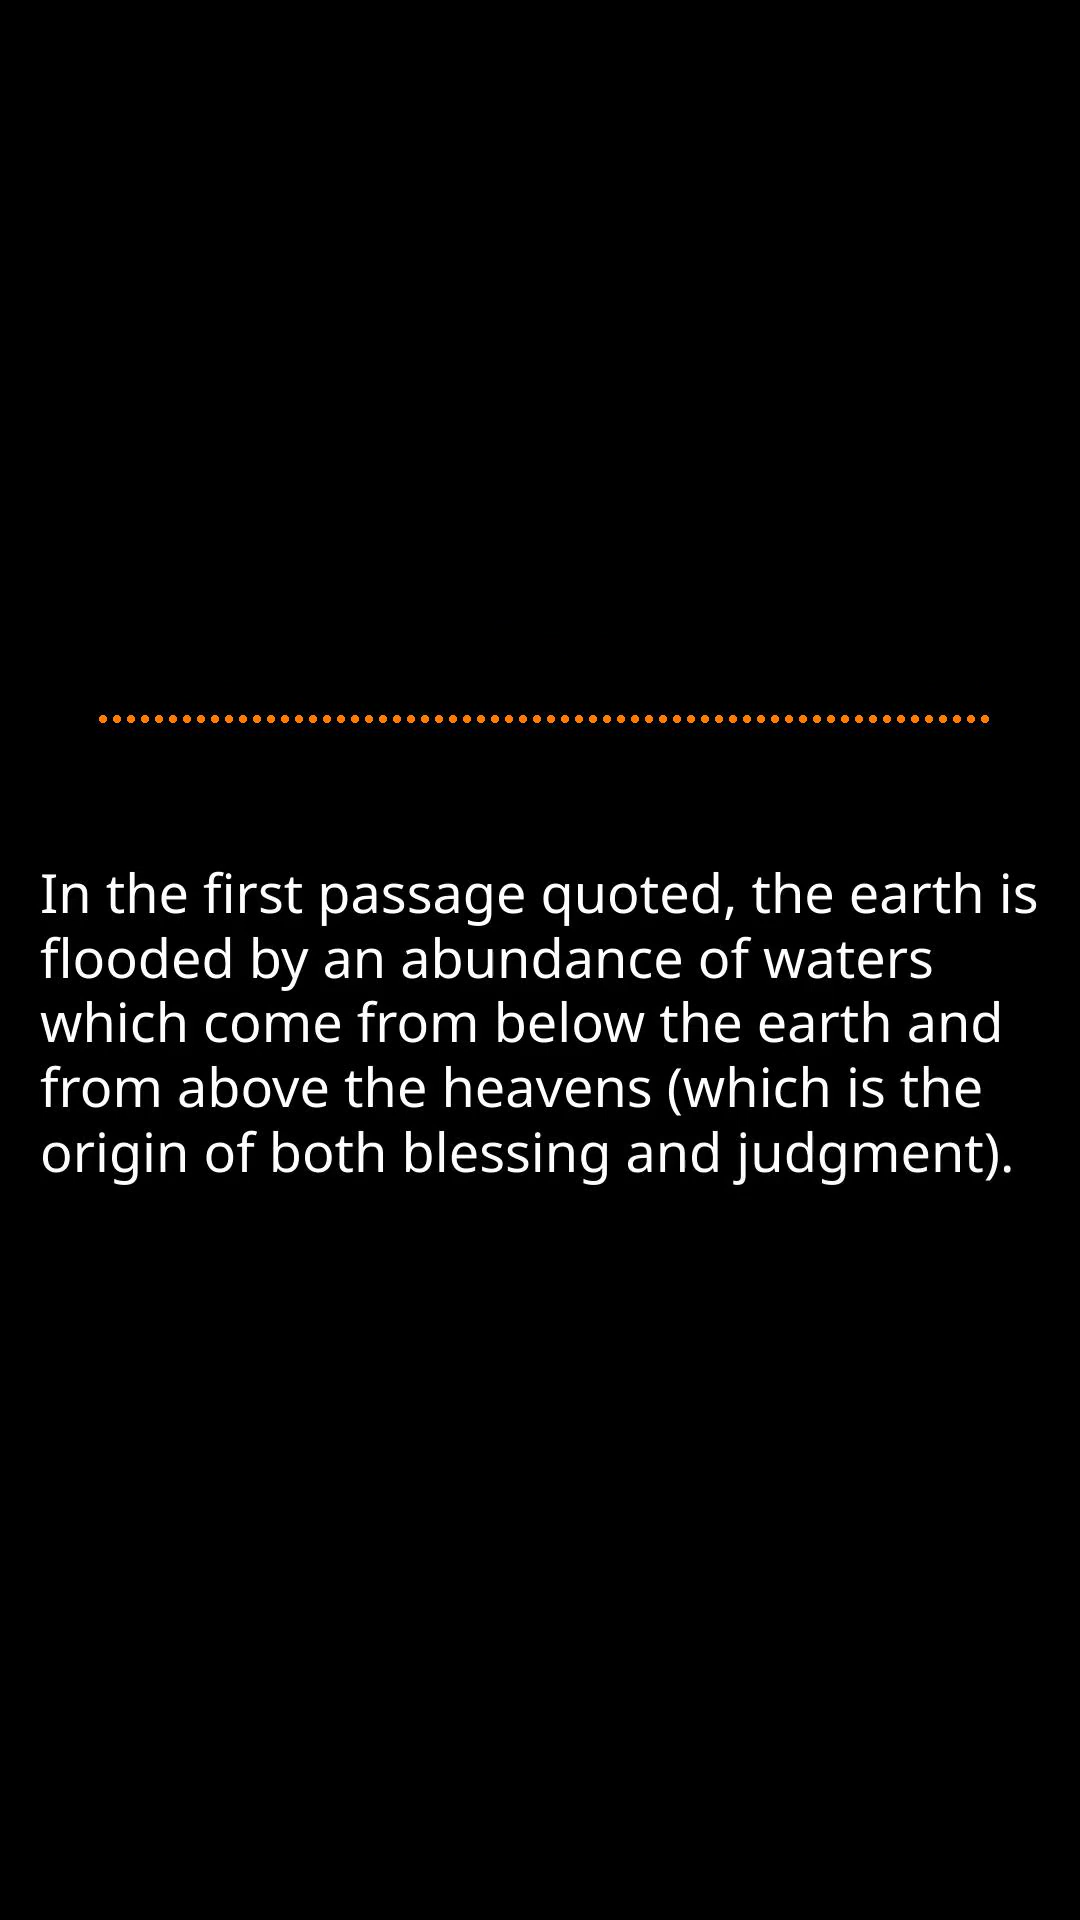 In the first passage quoted, the earth is
flooded by an abundance of waters
which come from below the earth and
from above the heavens (which is the
origin of both blessing and judgment).